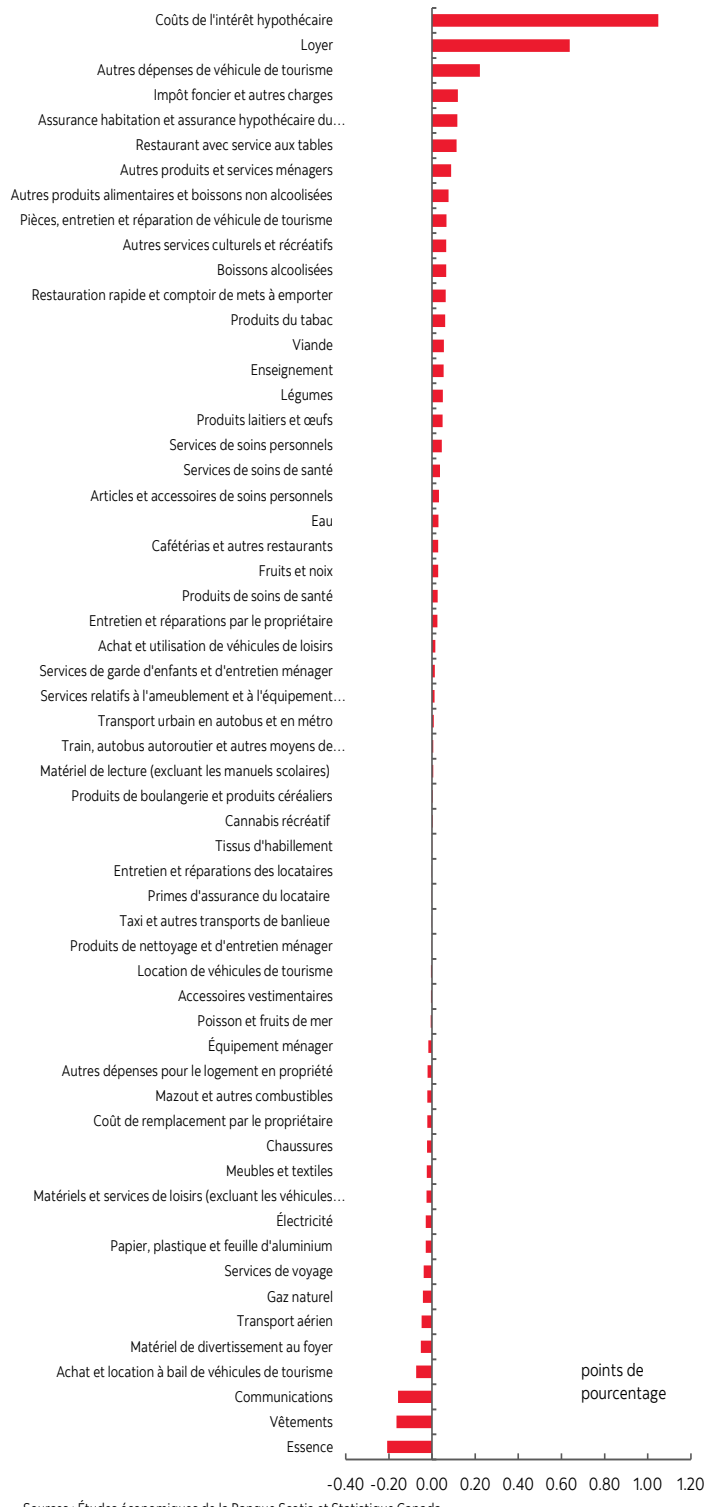 Coûts de l'intérêt hypothécaire
Loyer
Autres dépenses de véhicule de tourisme
Impôt foncier et autres charges
Assurance habitation et assurance hypothécaire du…
Restaurant avec service aux tables
Autres produits et services ménagers
Autres produits alimentaires et boissons non alcoolisées
Pièces, entretien et réparation de véhicule de tourisme
Autres services culturels et récréatifs
Boissons alcoolisées
Restauration rapide et comptoir de mets à emporter
Produits du tabac
Viande
Enseignement
Légumes
Produits laitiers et œufs
Services de soins personnels
Services de soins de santé
Articles et accessoires de soins personnels
Eau
Cafétérias et autres restaurants
Fruits et noix
Produits de soins de santé
Entretien et réparations par le propriétaire
Achat et utilisation de véhicules de loisirs
Services de garde d'enfants et d'entretien ménager
Services relatifs à l'ameublement et à l'équipement…
Transport urbain en autobus et en métro
Train, autobus autoroutier et autres moyens de…
Matériel de lecture (excluant les manuels scolaires)
Produits de boulangerie et produits céréaliers
Cannabis récréatif
Tissus d'habillement
Entretien et réparations des locataires
Primes d'assurance du locataire
Taxi et autres transports de banlieue
Produits de nettoyage et d'entretien ménager
Location de véhicules de tourisme
Accessoires vestimentaires
Poisson et fruits de mer
Équipement ménager
Autres dépenses pour le logement en propriété
Mazout et autres combustibles
Coût de remplacement par le propriétaire
Chaussures
Meubles et textiles
Matériels et services de loisirs (excluant les véhicules…
Électricité
Papier, plastique et feuille d'aluminium
Services de voyage
Gaz naturel
Transport aérien
Matériel de divertissement au foyer
Achat et location à bail de véhicules de tourisme
Communications
Vêtements
Essence
points de
pourcentage
-0.40 -0.20 0.00 0.20 0.40 0.60 0.80 1.00 1.20
Sources : Études économiques de la Banque Scotia et Statistique Canada